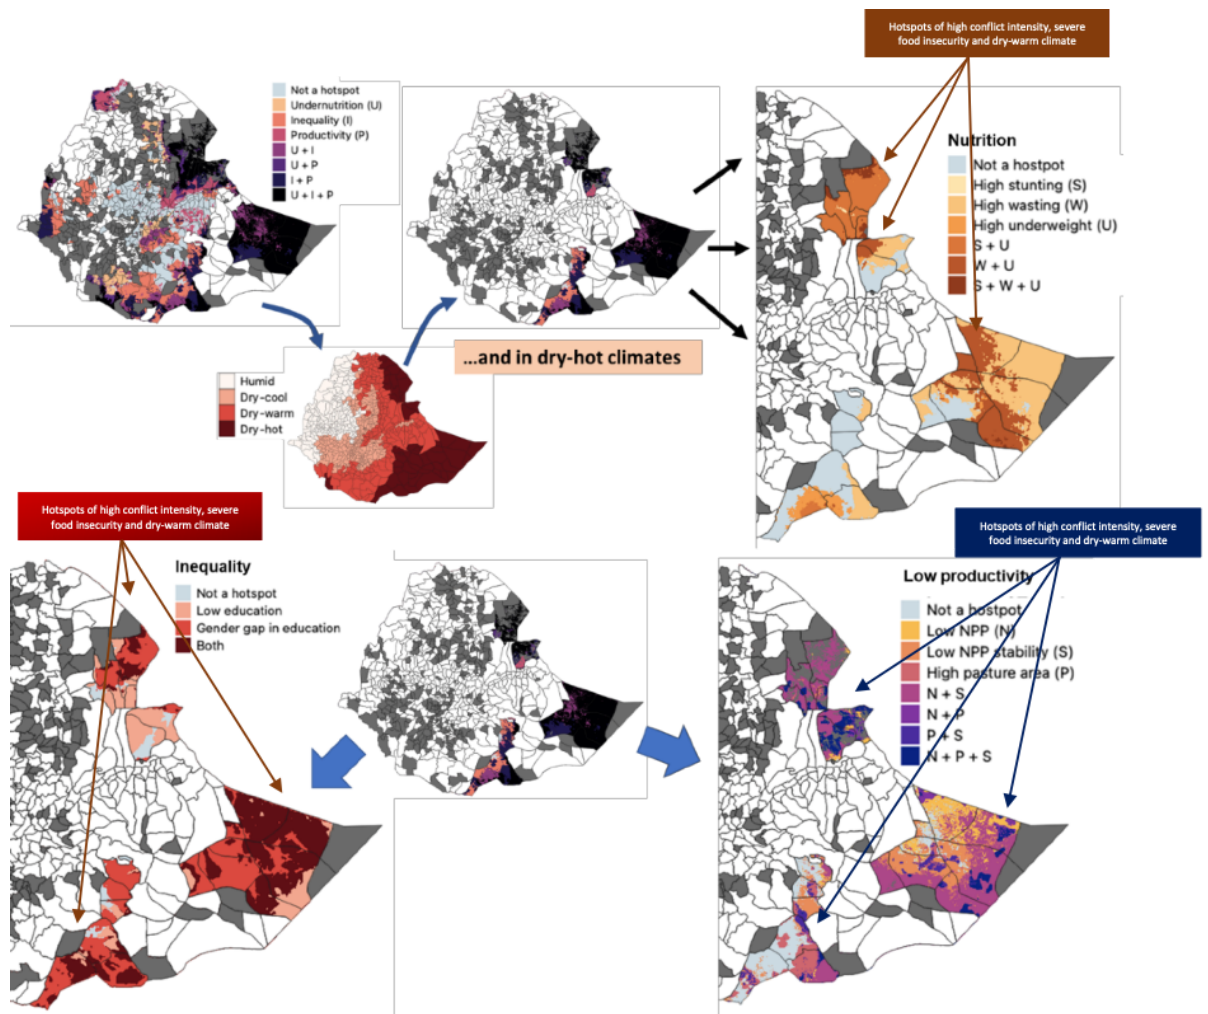 Hotspots of high conflict intensity, severe
food insecurity and dry-warm climate
Not a hotspot
Undernutrition (U)
Inequality (I)
Productivity (P)
U + I
U + P
I + P
U + I + P
Nutrition
Not a hostpot
High stunting (S)
High wasting (W)
High underweight (U)
S + U
W + U
S + W + U
...and in dry-hot climates
Humid
Dry-cool
Dry-warm
Dry-hot
Hotspots of high conflict intensity, severe
food insecurity and dry-warm climate
Hotspots of high conflict intensity, severe
food insecurity and dry-warm climate
Inequality
Not a hotspot
Low education
Gender gap in education
Both
Low productivity
Not a hostpot
Low NPP (N)
Low NPP stability (S)
High pasture area (P)
N + S
N + P
P + S
N + P + S